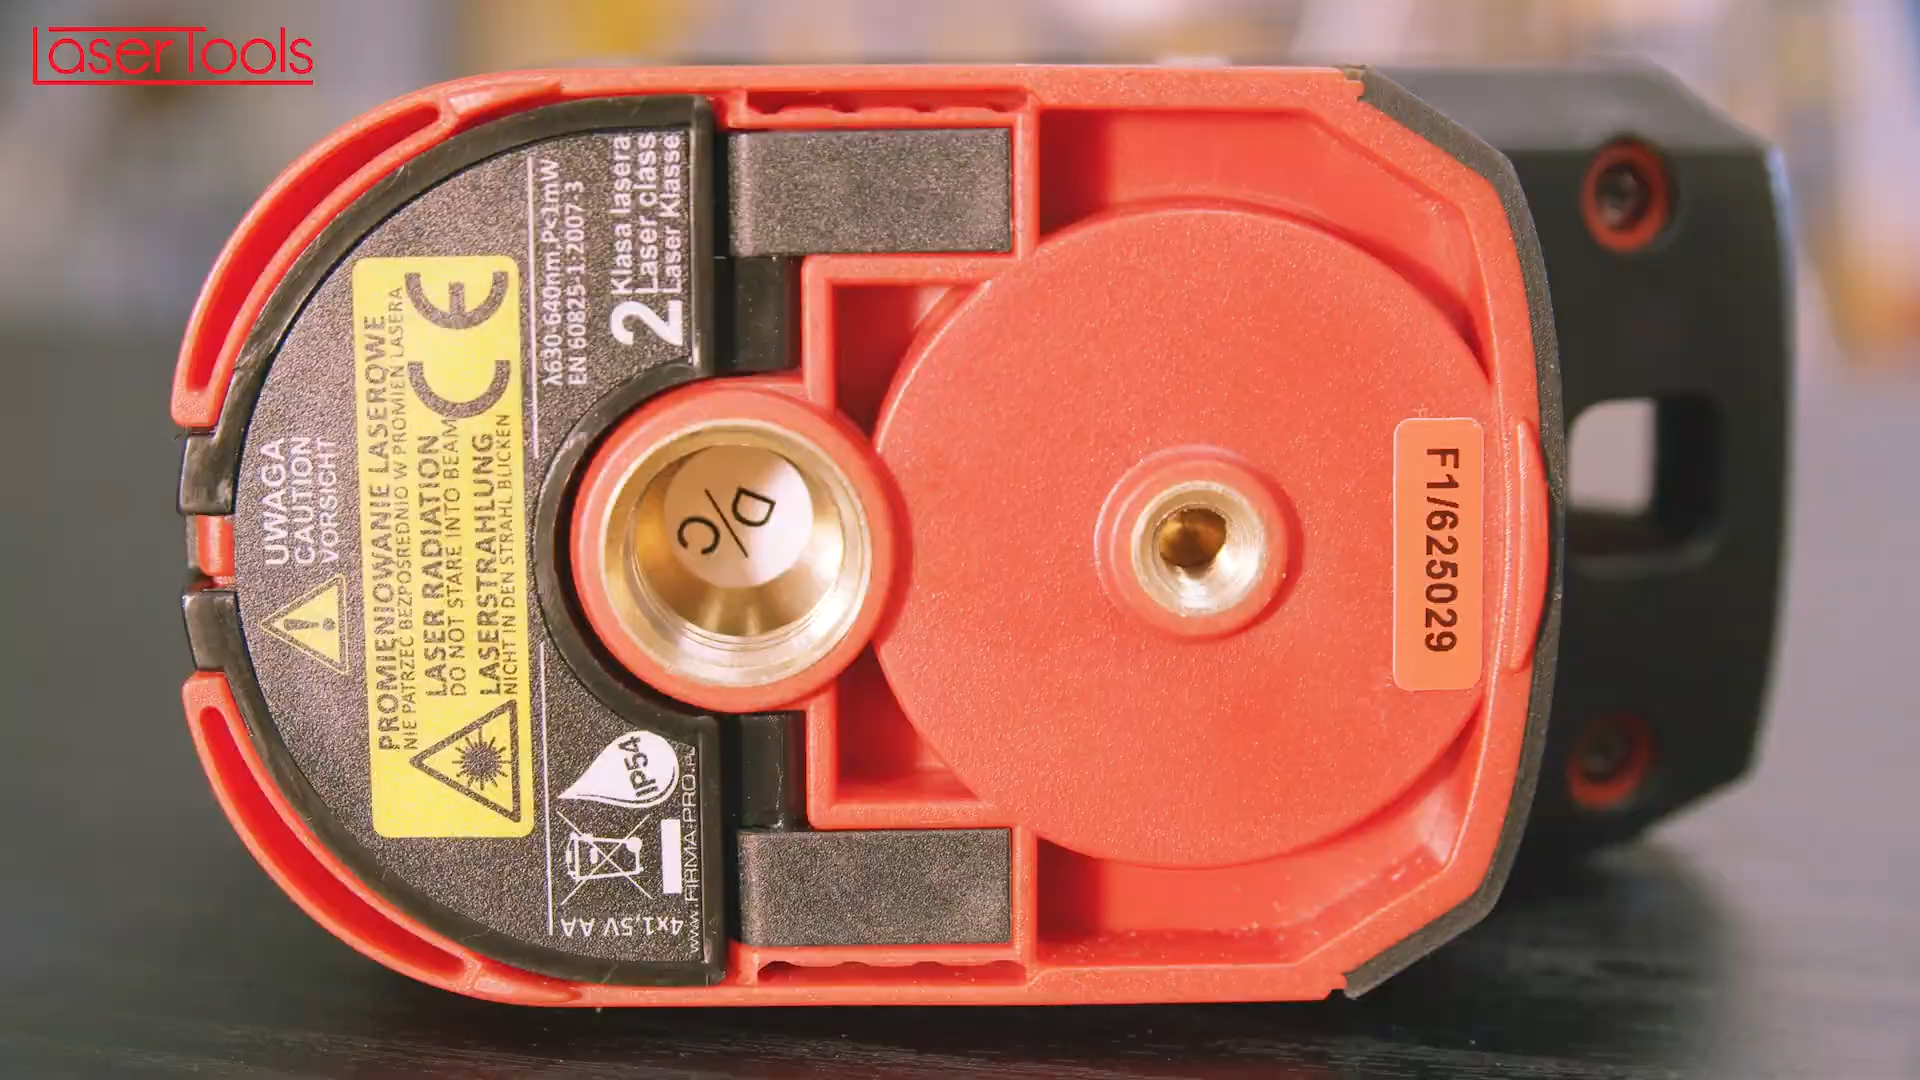 LaserTools
UWAGA
CAUTION
VORSICHT
PROMIENIOWANIE LASEROWE
NIE PATRZEĆ BEZPOŚREDNIO W PROMIEŃ LASERA
LASER RADIATION
DO NOT STARE INTO BEAM
LASERSTRAHLUNG
NICHT IN DEN STRAHL BLICKEN
CE
λ630-640nm,P<1mW
EN 60825-1:2007-3
2
Klasa lasera
Laser class
Laser Klasse
IP54
4x1,5V AA
www.FIRMA-PRO.PL
D/C
F1/625029